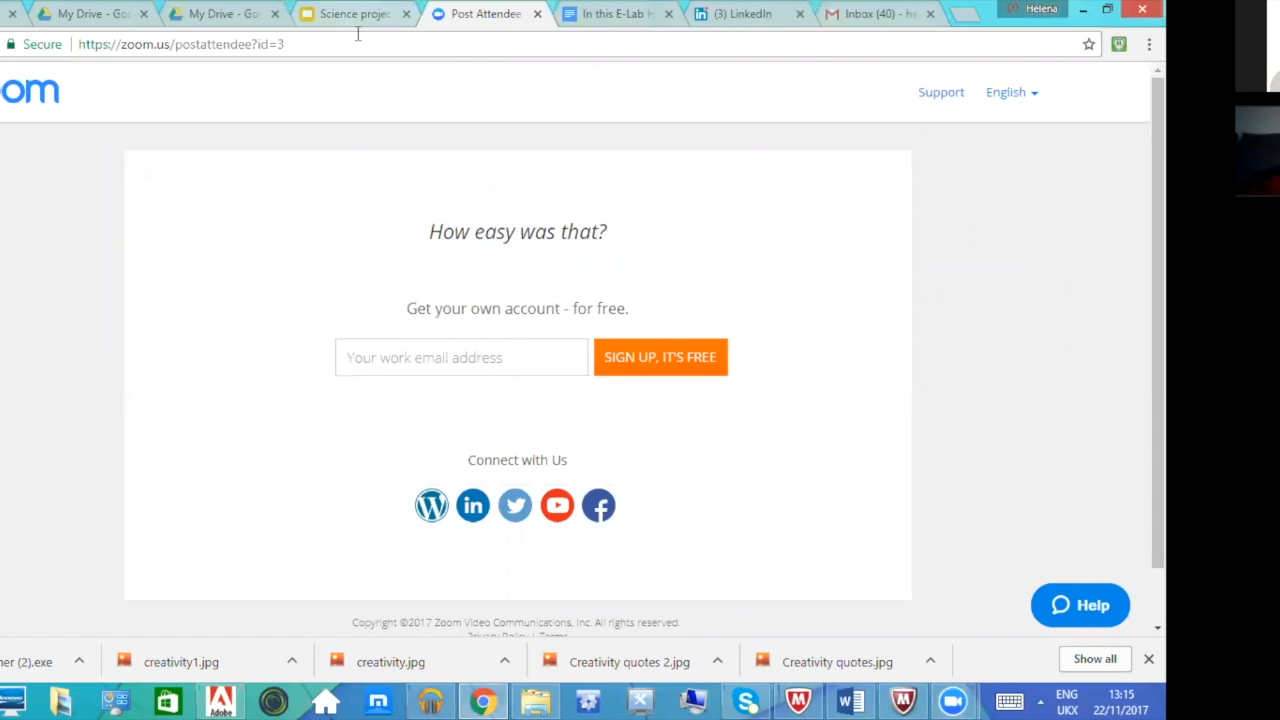 My Drive - Go
My Drive - Go
Science projec
Post Attendee
In this E-Lab
(3) LinkedIn
Inbox (40) - h
Helena
Secure
https://zoom.us/postattendee?id=3
om
Support
English
How easy was that?
Get your own account - for free.
Your work email address
SIGN UP, IT'S FREE
Connect with Us
Help
Copyright ©2017 Zoom Video Communications, Inc. All rights reserved.
Privacy Policy | Terms
er (2).exe
creativity1.jpg
creativity.jpg
Creativity quotes 2.jpg
Creativity quotes.jpg
Show all
Adobe
ENG
UKX
13:15
22/11/2017